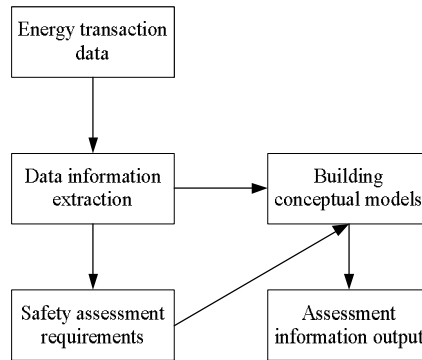 Energy transaction
data
Data information
extraction
Building
conceptual models
Safety assessment
requirements
Assessment
information output